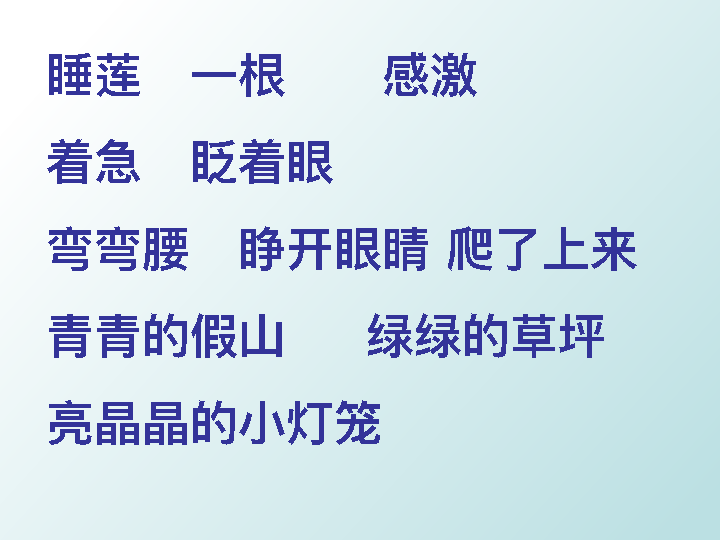 睡莲 一根 感激
着急 眨着眼
弯弯腰 睁开眼睛 爬了上来
青青的假山 绿绿的草坪
亮晶晶的小灯笼